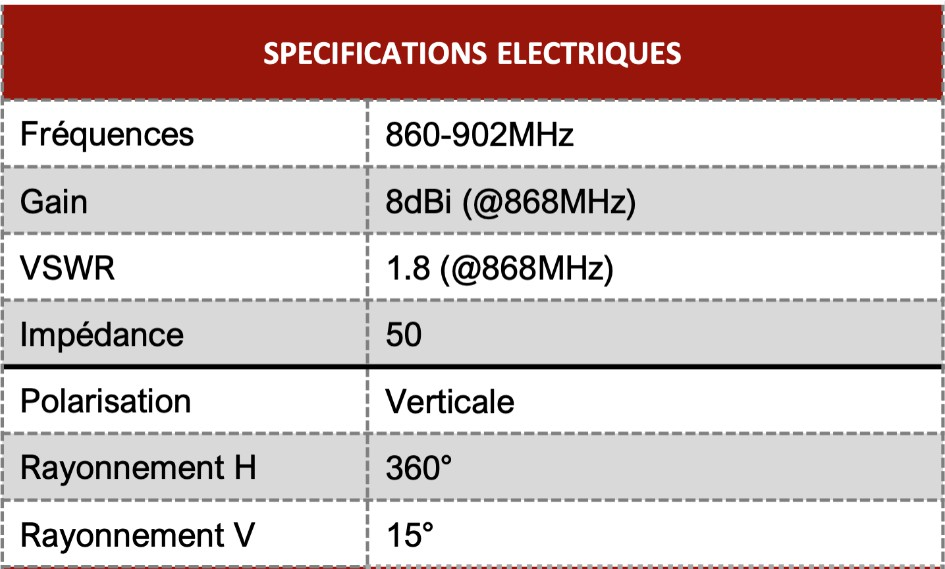 SPECIFICATIONS ELECTRIQUES
Fréquences 860-902MHz
Gain 8dBi (@868MHz)
VSWR 1.8 (@868MHz)
Impédance 50
Polarisation Verticale
Rayonnement H 360°
Rayonnement V 15°